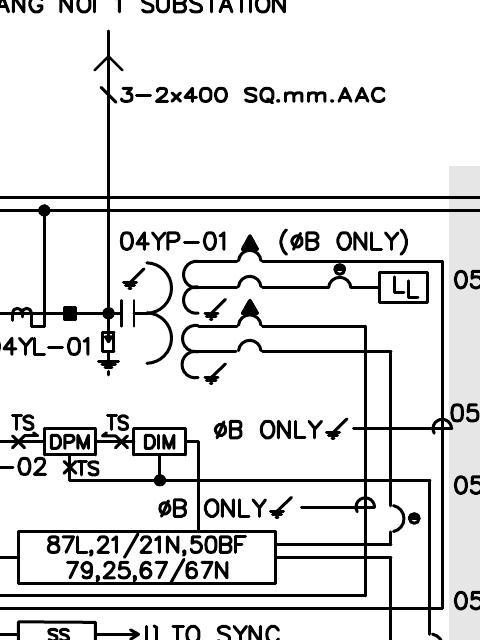 ANG NOI 1 SUBSTATION
3-2x400 SQ.mm.AAC
04YP-01 (øB ONLY)
LL
05
04YL-01
05
TS TS
øB ONLY
DPM DIM
-02 TS
05
øB ONLY
87L,21/21N,50BF
79,25,67/67N
05
SS TO SYNC